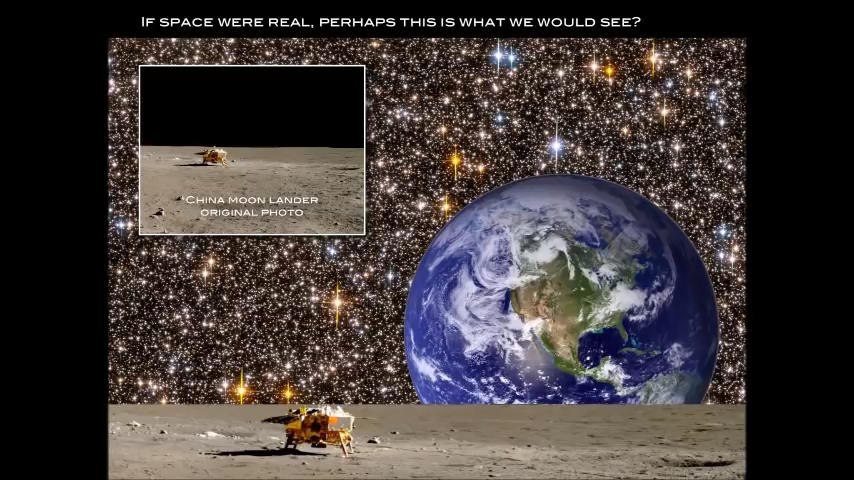 If space were real, perhaps this is what we would see?
*China moon lander
original photo